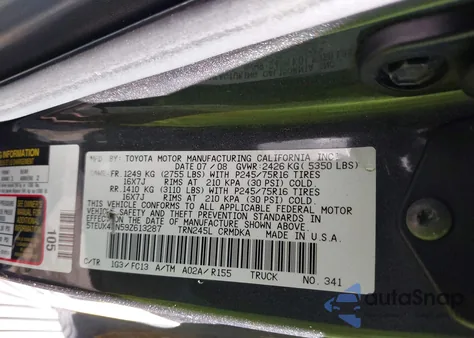 MFD. BY: TOYOTA MOTOR MANUFACTURING CALIFORNIA INC.
DATE 07/08 GVWR:2426 KG(5350 LBS)
GAWR:FR.1249 KG (2755 LBS) WITH P245/75R16 TIRES
16X7J RIMS AT 210 KPA (30 PSI) COLD.
RR.1410 KG (3110 LBS) WITH P245/75R16 TIRES
16X7J RIMS AT 210 KPA (30 PSI) COLD.
THIS VEHICLE CONFORMS TO ALL APPLICABLE FEDERAL MOTOR
VEHICLE SAFETY AND THEFT PREVENTION STANDARDS IN
EFFECT ON THE DATE OF MANUFACTURE SHOWN ABOVE.
5TEUX42N59Z613287 TRN245L CRMDKA MADE IN U.S.A.
C/TR 1G3/FC13 A/TM A02A/R155 TRUCK NO. 341
INFORMATION
105
autoSnap